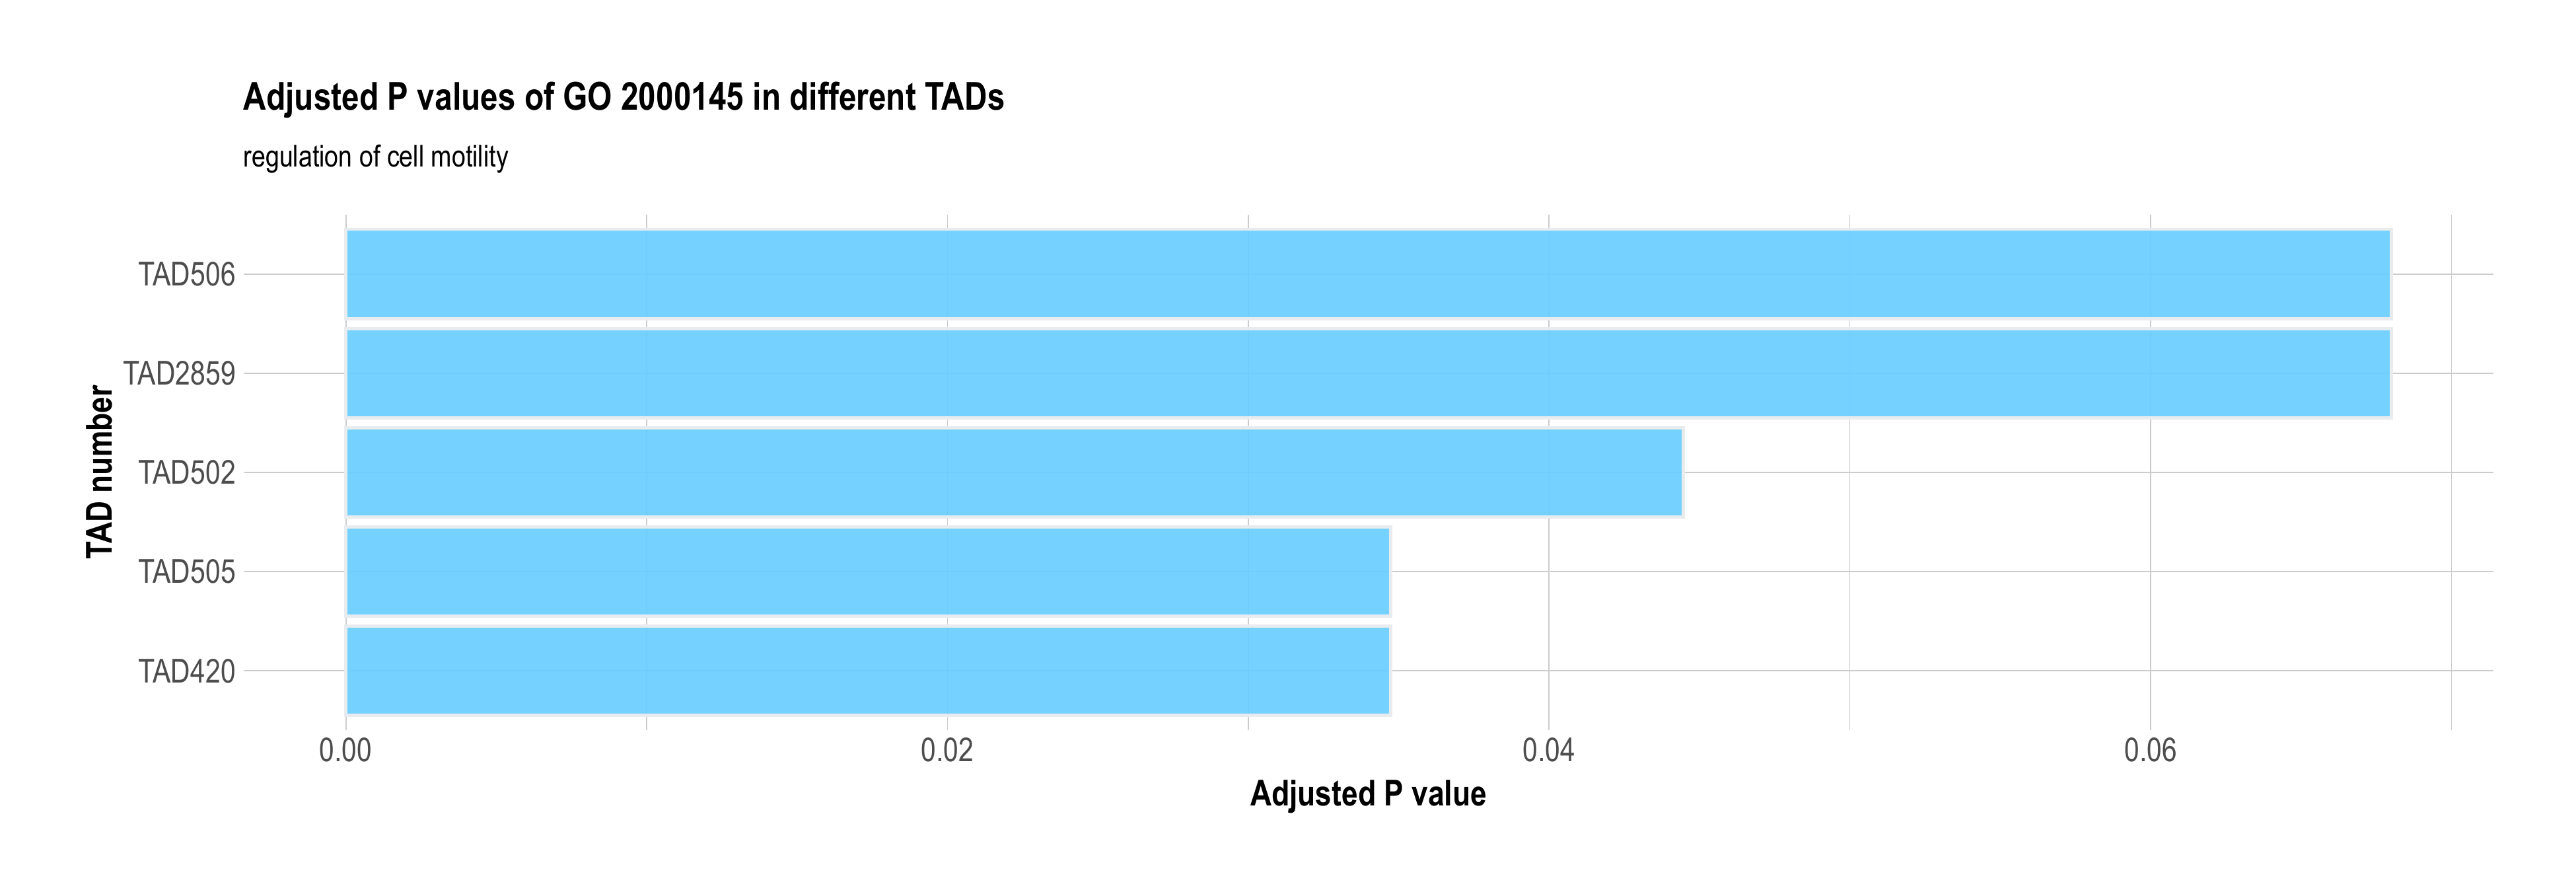 Adjusted P values of GO 2000145 in different TADs
regulation of cell motility
TAD number
TAD506
TAD2859
TAD502
TAD505
TAD420
0.00 0.02 0.04 0.06
Adjusted P value